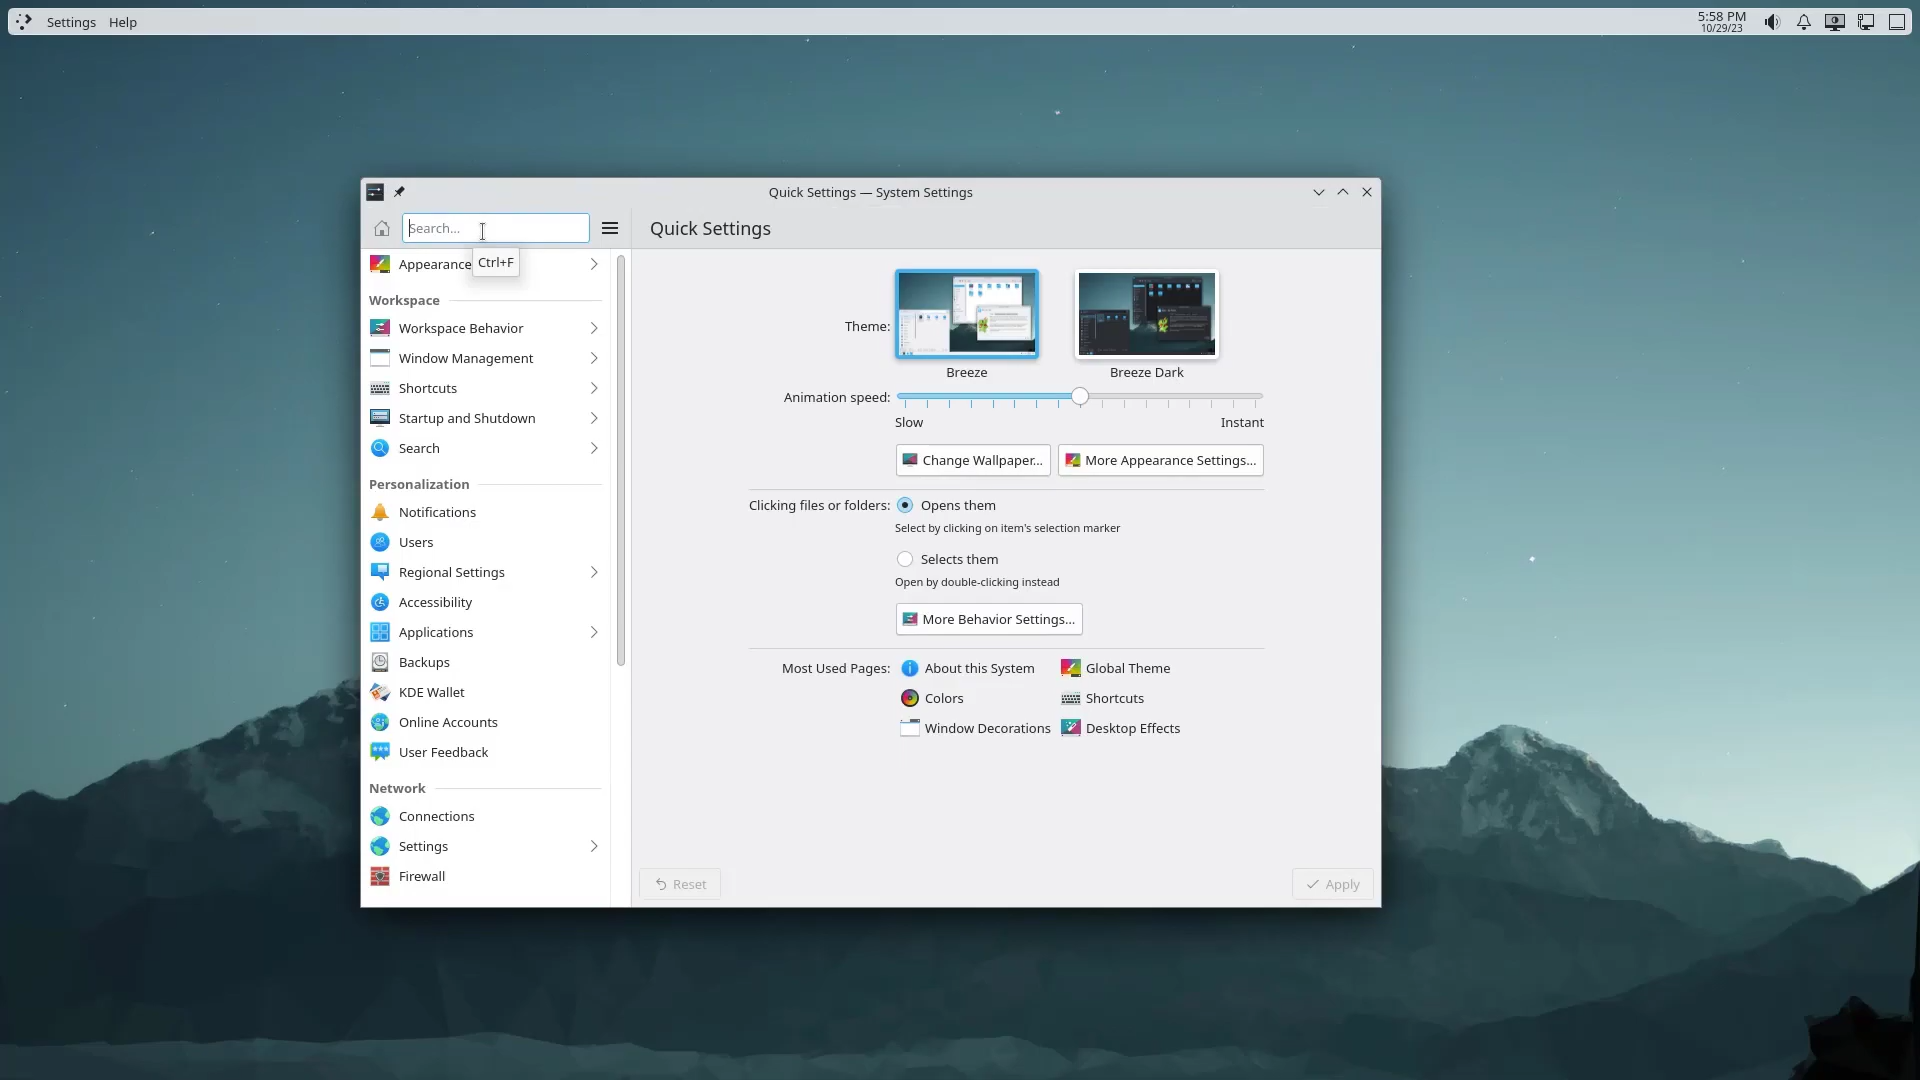 Settings Help
5:58 PM
10/29/23
Quick Settings — System Settings
Search...
Quick Settings
Ctrl+F
Appearance
Workspace
Workspace Behavior
Window Management
Shortcuts
Startup and Shutdown
Search
Personalization
Notifications
Users
Regional Settings
Accessibility
Applications
Backups
KDE Wallet
Online Accounts
User Feedback
Network
Connections
Settings
Firewall
Theme:
Breeze
Breeze Dark
Animation speed:
Slow
Instant
Change Wallpaper...
More Appearance Settings...
Clicking files or folders:
Opens them
Select by clicking on item's selection marker
Selects them
Open by double-clicking instead
More Behavior Settings...
Most Used Pages:
About this System
Global Theme
Colors
Shortcuts
Window Decorations
Desktop Effects
Reset
Apply